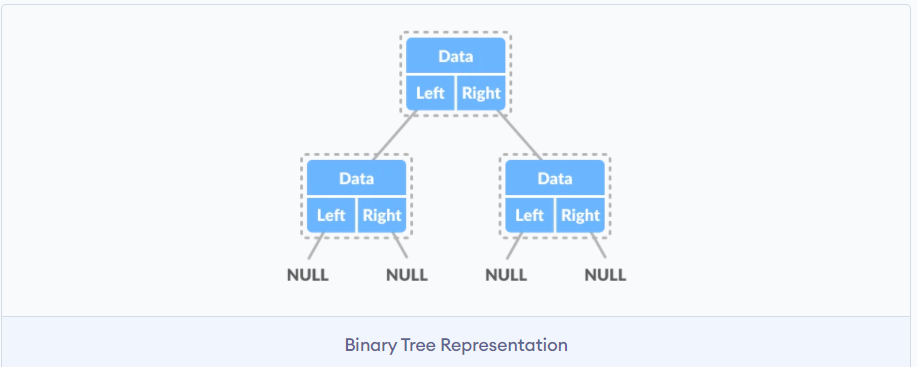 Data
Left Right
Data Data
Left Right Left Right
NULL NULL NULL NULL
Binary Tree Representation